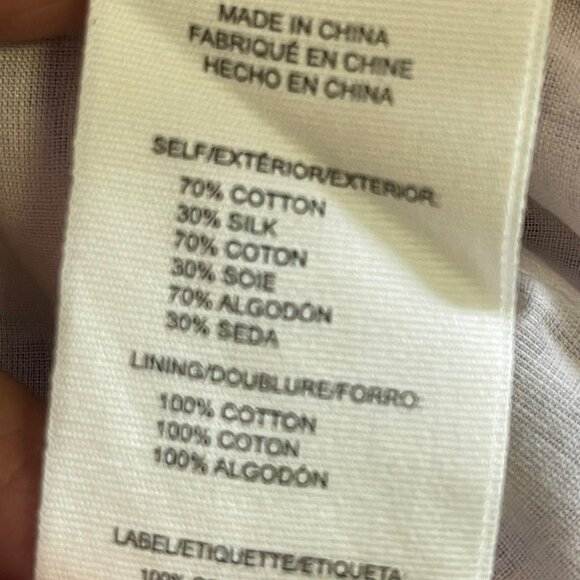 MADE IN CHINA
FABRIQUÉ EN CHINE
HECHO EN CHINA
SELF/EXTÉRIOR/EXTERIOR:
70% COTTON
30% SILK
70% COTON
30% SOIE
70% ALGODÓN
30% SEDA
LINING/DOUBLURE/FORRO:
100% COTTON
100% COTON
100% ALGODÓN
LABEL/ETIQUETTE/ETIQUETA:
100%